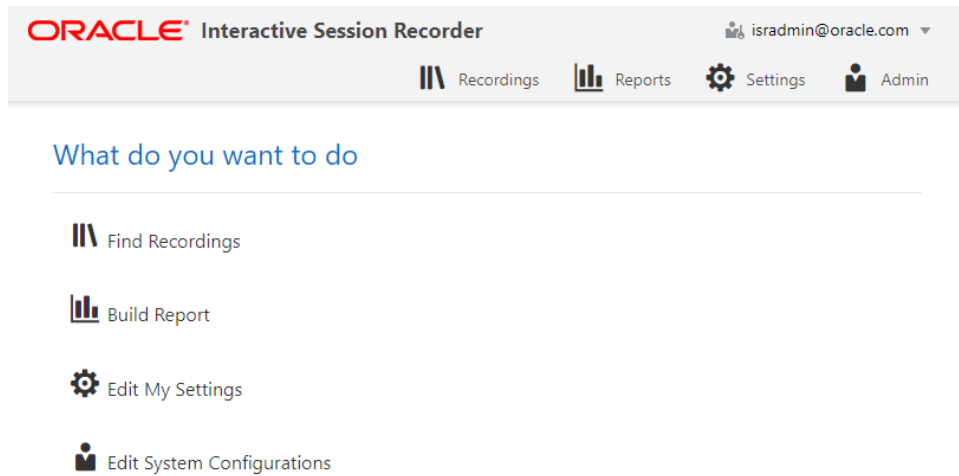 ORACLE® Interactive Session Recorder
isradmin@oracle.com
Recordings Reports Settings Admin
What do you want to do
Find Recordings
Build Report
Edit My Settings
Edit System Configurations